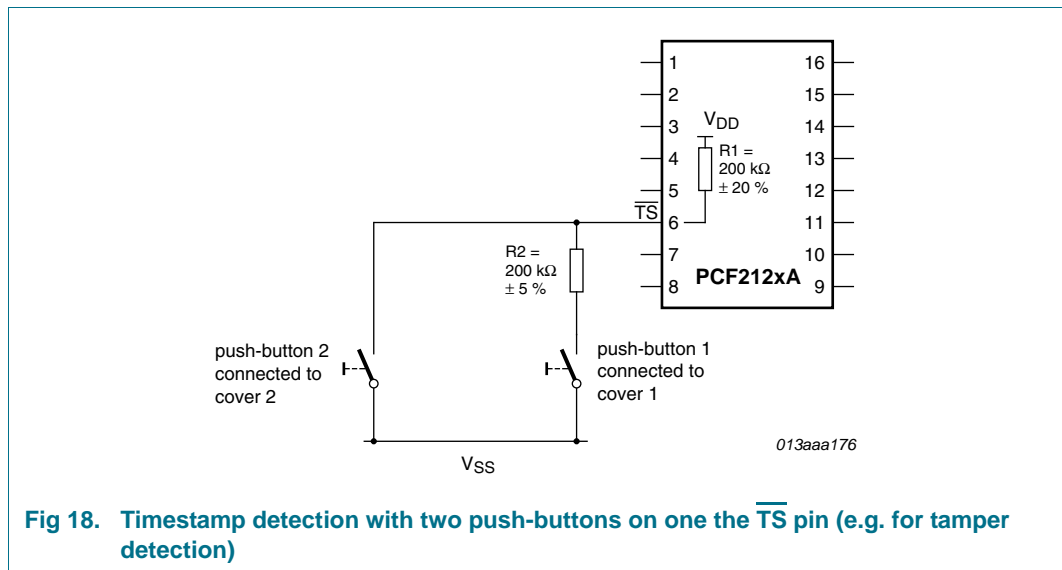 1
2
3
4
5
6
7
8
16
15
14
13
12
11
10
9
VDD
R1 =
200 kΩ
± 20 %
TS
PCF212xA
R2 =
200 kΩ
± 5 %
push-button 2
connected to
cover 2
push-button 1
connected to
cover 1
VSS
013aaa176
Fig 18. Timestamp detection with two push-buttons on one the TS pin (e.g. for tamper
detection)